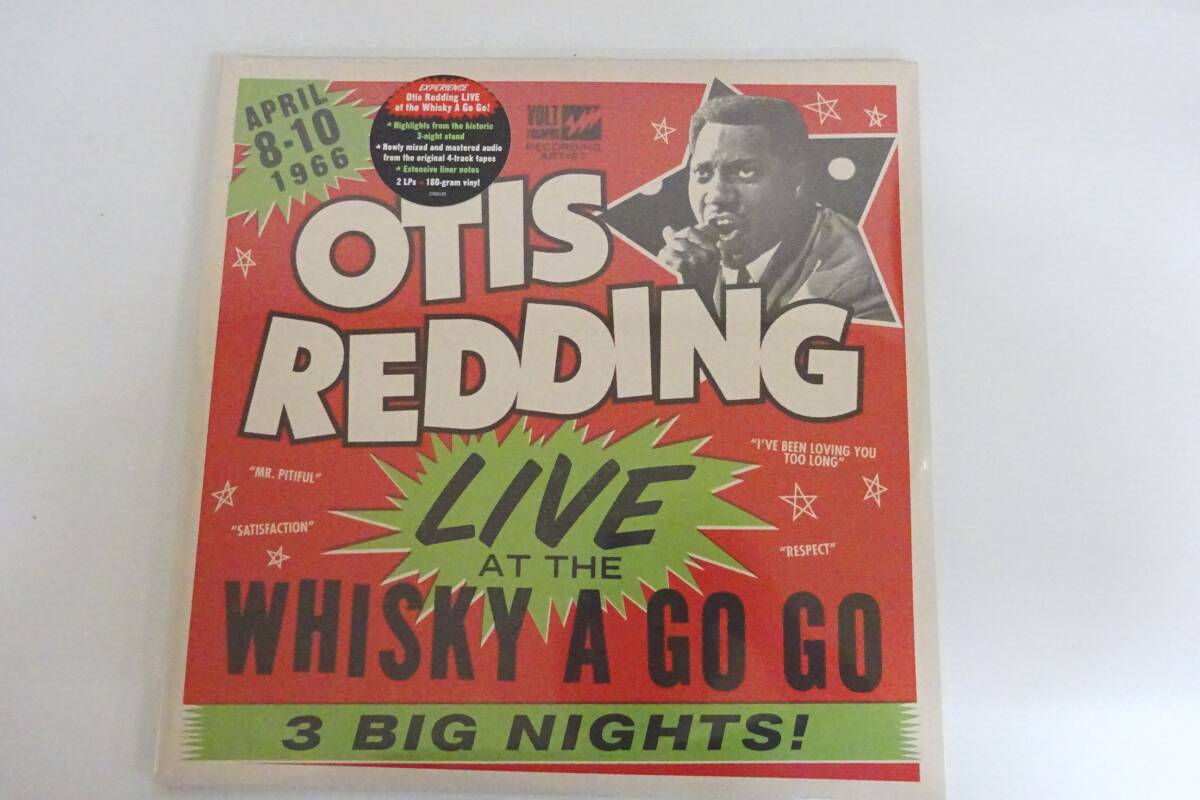 APRIL
8-10
1966
EXPERIENCE
Otis Redding LIVE
at the Whisky A Go Go!
★ Highlights from the historic
3-night stand
★ Newly mixed and mastered audio
from the original 4-track tapes
★ Extensive liner notes
2 LPs ★ 180-gram vinyl
VOLT
RECORDS
RECORDING
ARTIST
OTIS
REDDING
"MR. PITIFUL"
"I'VE BEEN LOVING YOU
TOO LONG"
"SATISFACTION"
"RESPECT"
LIVE
AT THE
WHISKY A GO GO
3 BIG NIGHTS!